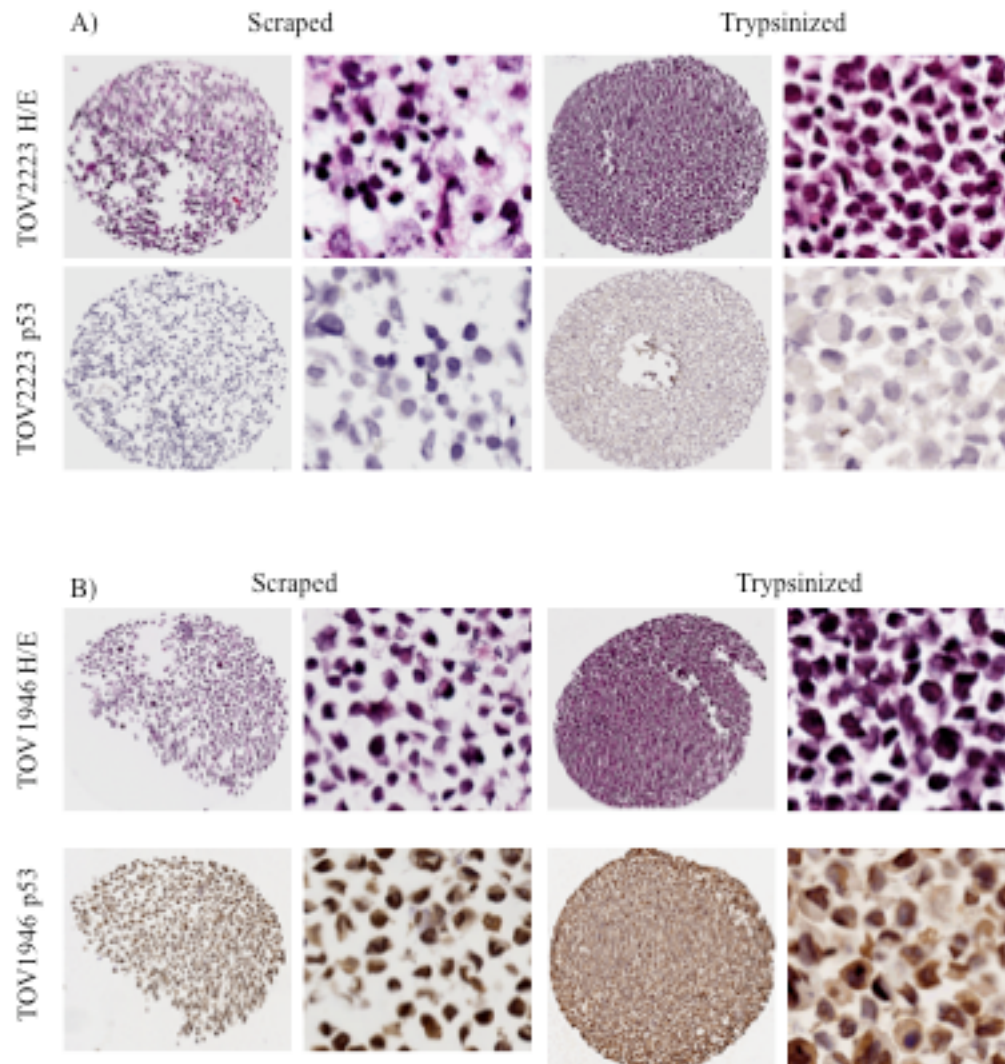 A)
Scraped
Trypsinized
TOV2223 H/E
TOV2223 p53
B)
Scraped
Trypsinized
TOV1946 H/E
TOV1946 p53